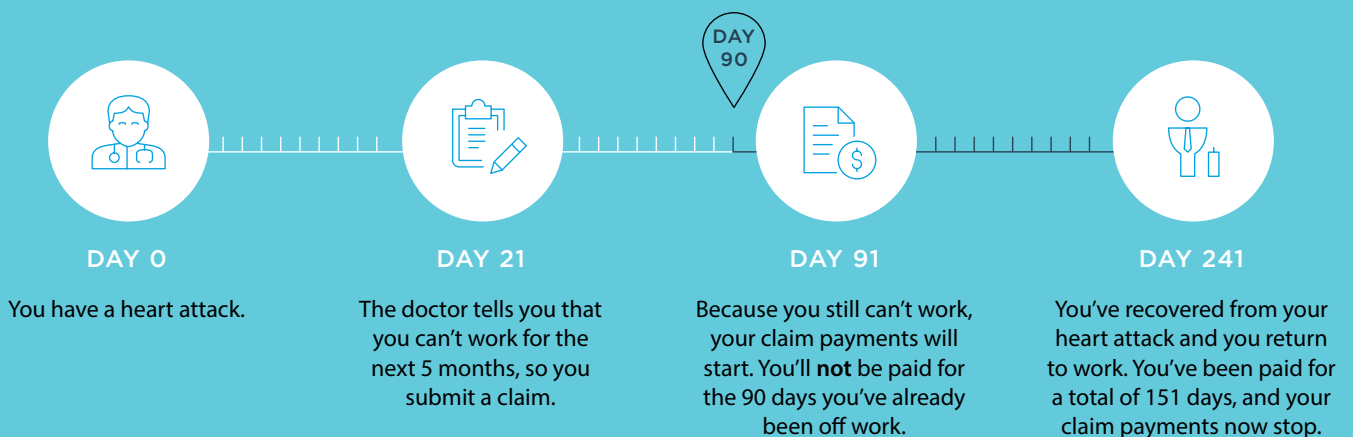 DAY
90
$
DAY 0
You have a heart attack.
DAY 21
The doctor tells you that
you can't work for the
next 5 months, so you
submit a claim.
DAY 91
Because you still can't work,
your claim payments will
start. You'll not be paid for
the 90 days you've already
been off work.
DAY 241
You've recovered from your
heart attack and you return
to work. You've been paid for
a total of 151 days, and your
claim payments now stop.